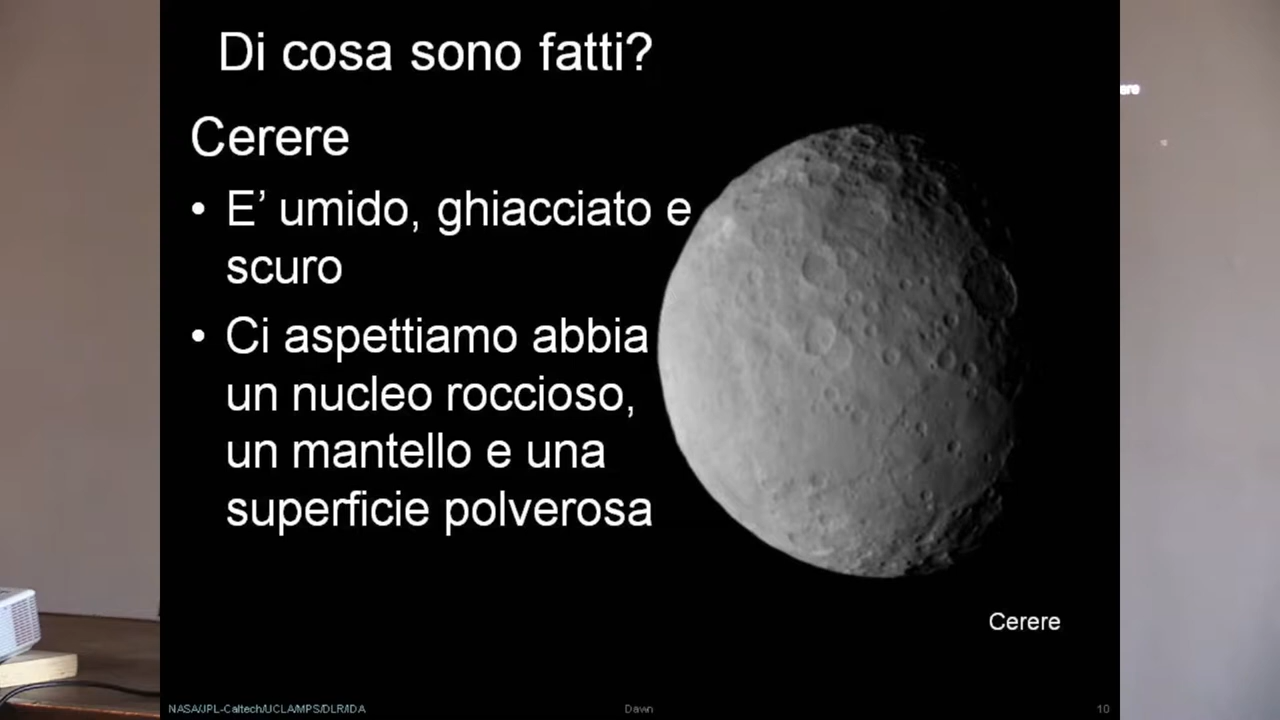 Di cosa sono fatti?
Cerere
• E’ umido, ghiacciato e
scuro
• Ci aspettiamo abbia
un nucleo roccioso,
un mantello e una
superficie polverosa
Cerere
NASA/JPL-Caltech/UCLA/MPS/DLR/IDA
Dawn
10
ere